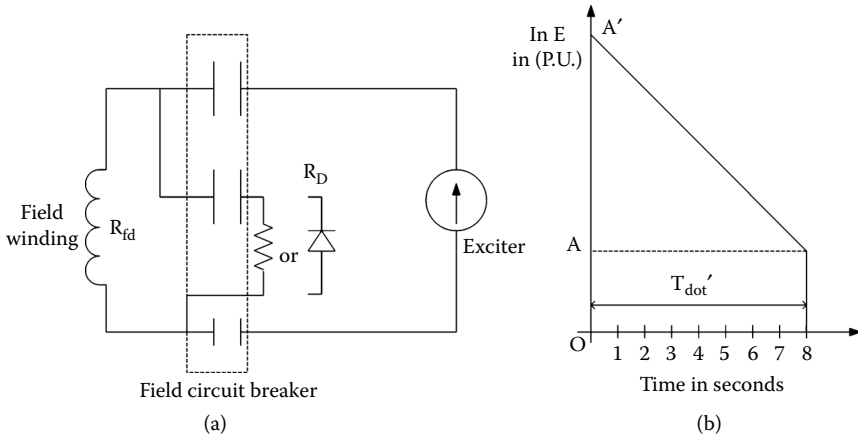 Field
winding
R_fd
R_D
or
Exciter
Field circuit breaker
(a)
In E
in (P.U.)
A′
A
T_dot′
O
1 2 3 4 5 6 7 8
Time in seconds
(b)